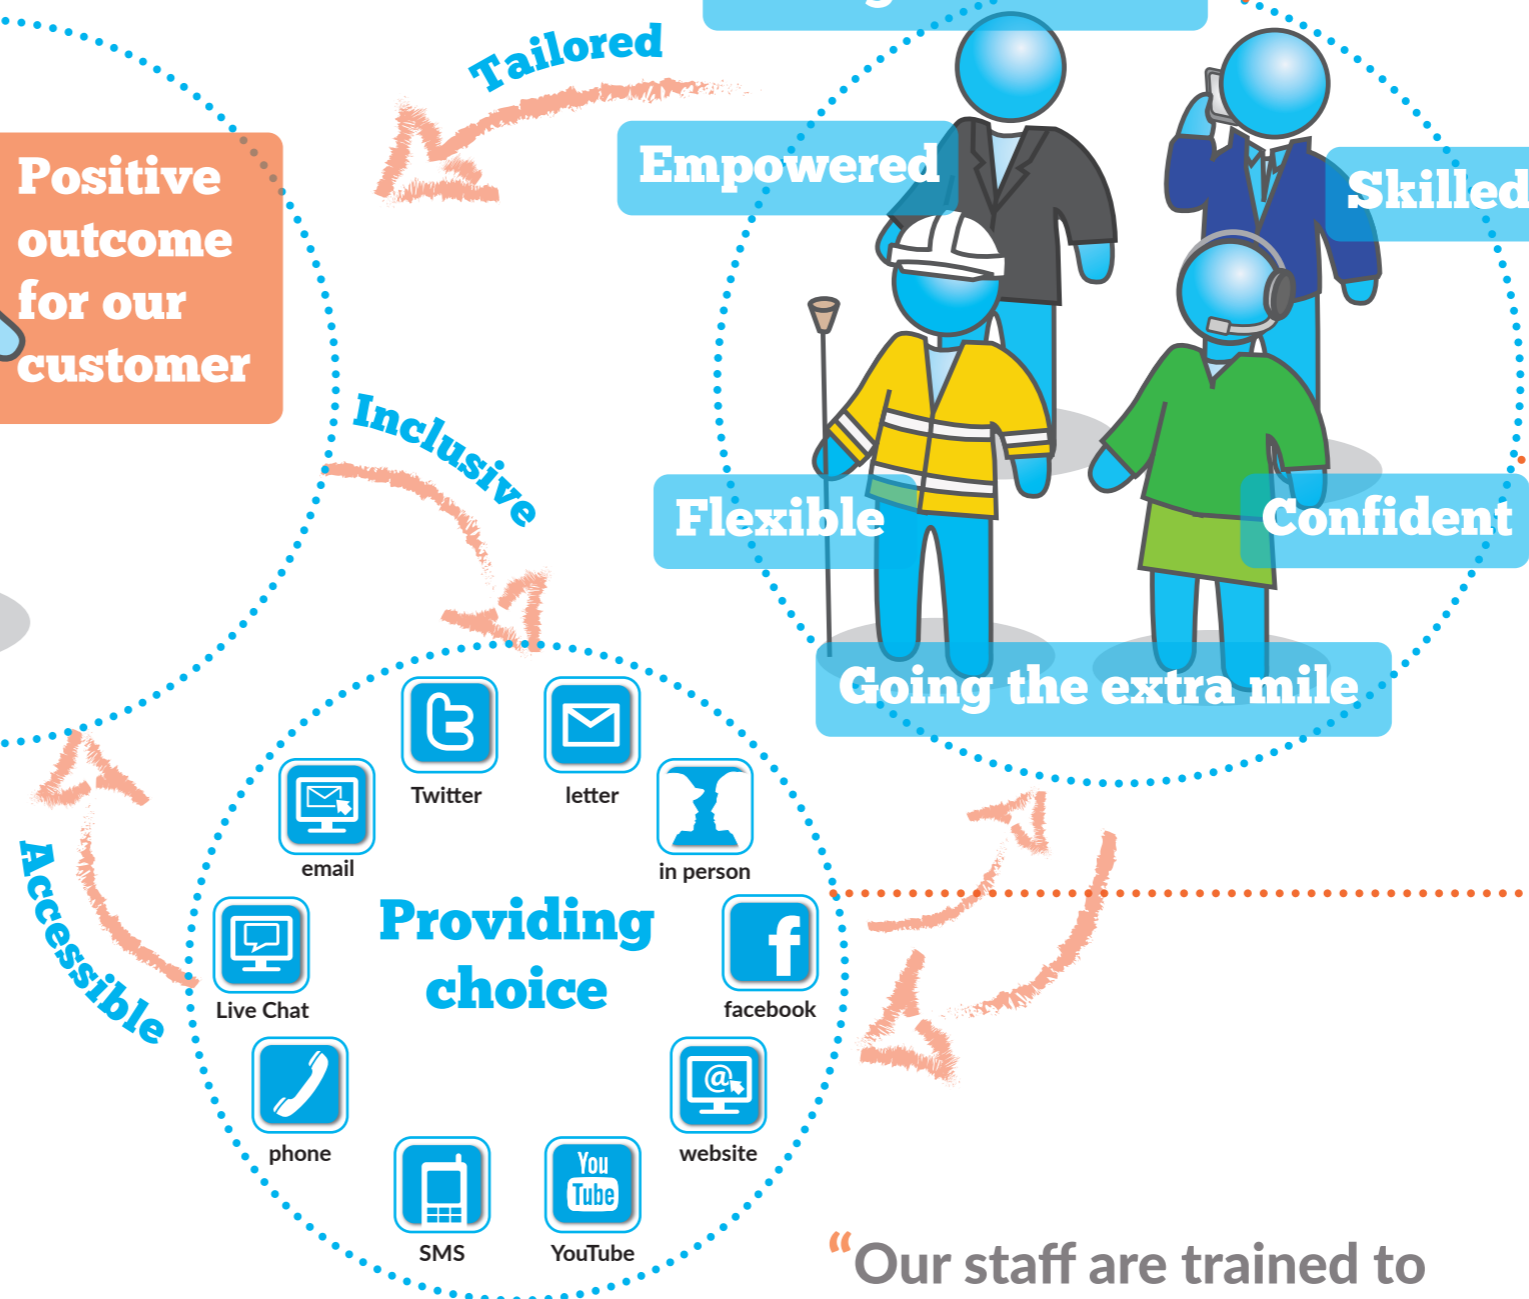 Tailored
Empowered
Skilled
Positive
outcome
for our
customer
Inclusive
Flexible
Confident
Going the extra mile
Twitter
letter
email
in person
Accessible
Providing
choice
Live Chat
f
facebook
@
phone
website
You
Tube
SMS
YouTube
“Our staff are trained to